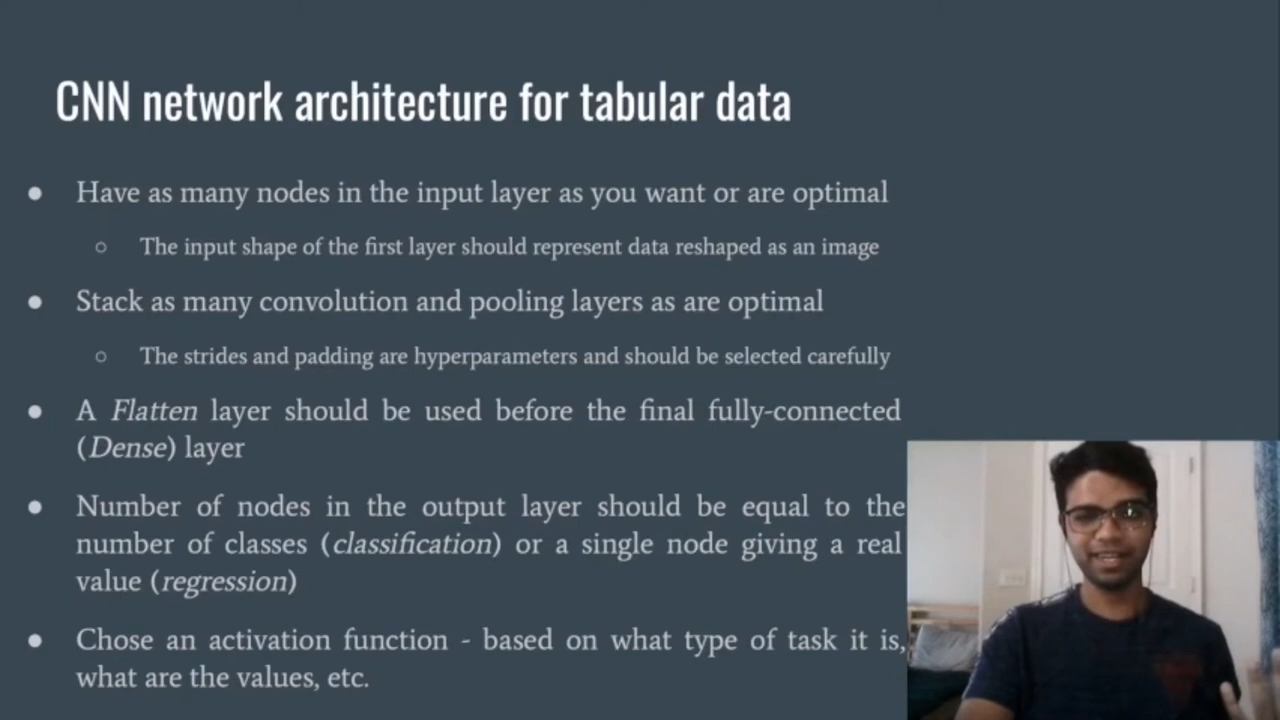 CNN network architecture for tabular data
● Have as many nodes in the input layer as you want or are optimal
○ The input shape of the first layer should represent data reshaped as an image
● Stack as many convolution and pooling layers as are optimal
○ The strides and padding are hyperparameters and should be selected carefully
● A Flatten layer should be used before the final fully-connected
(Dense) layer
● Number of nodes in the output layer should be equal to the
number of classes (classification) or a single node giving a real
value (regression)
● Chose an activation function - based on what type of task it is,
what are the values, etc.